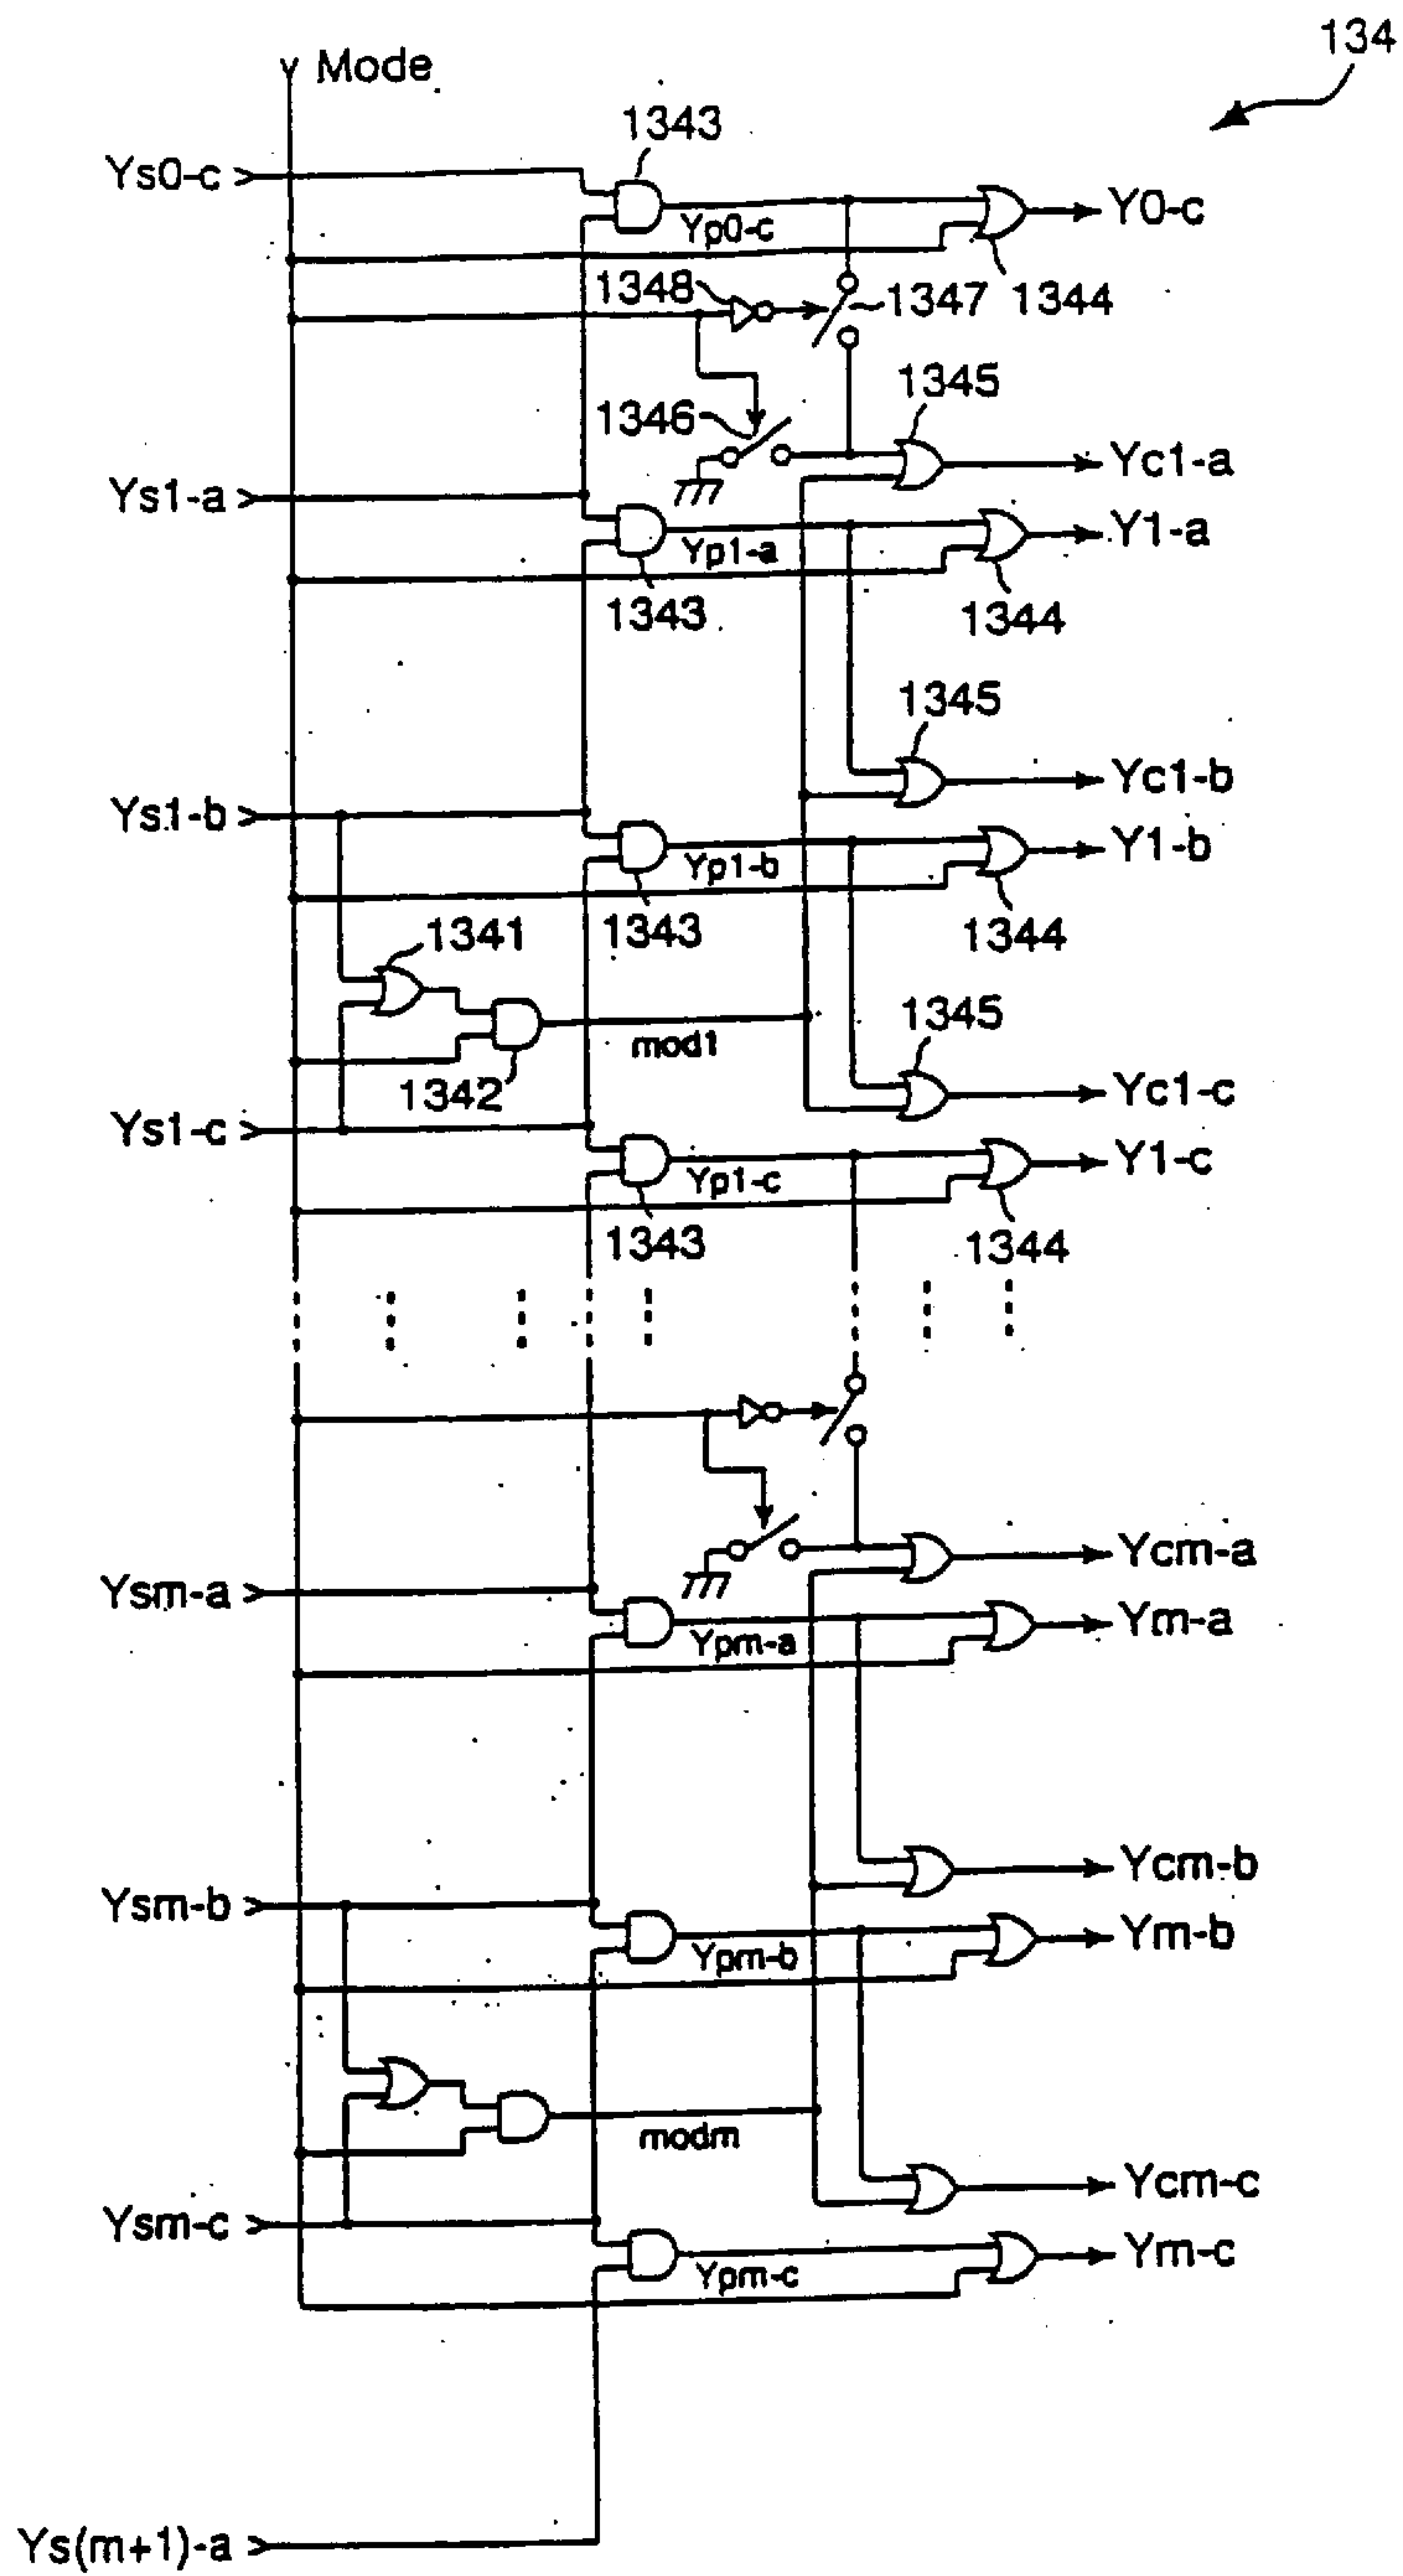 134
Mode
1343
Ys0-c
Y0-c
Yp0-c
1348
1347
1344
1345
1346
Yc1-a
Ys1-a
Y1-a
Yp1-a
1343
1344
1345
Yc1-b
Ys1-b
Y1-b
Yp1-b
1341
1343
1344
1345
mod1
1342
Yc1-c
Ys1-c
Y1-c
Yp1-c
1343
1344
Ycm-a
Ysm-a
Ym-a
Ypm-a
Ycm-b
Ysm-b
Ym-b
Ypm-b
modm
Ycm-c
Ysm-c
Ym-c
Ypm-c
Ys(m+1)-a